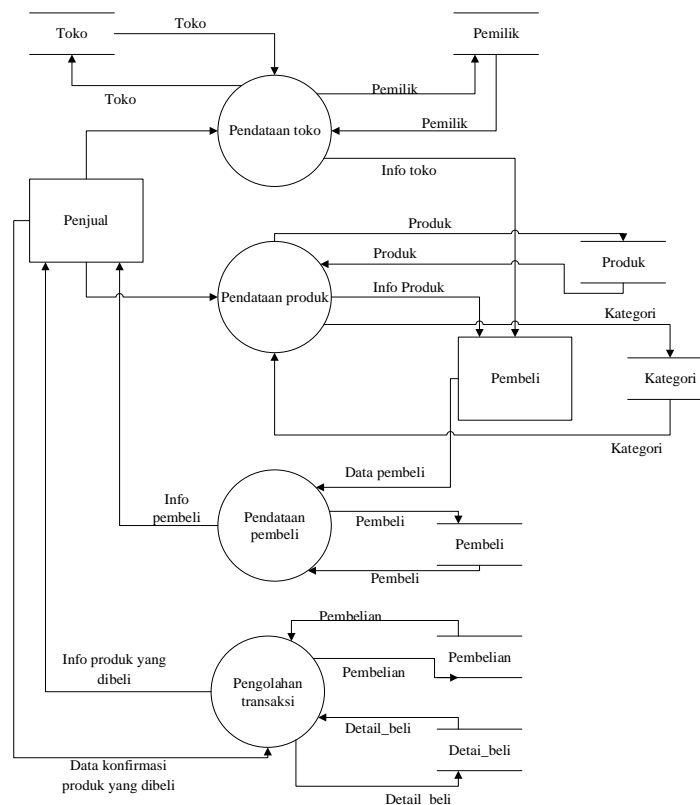 Toko
Toko
Pemilik
Pemilik
Toko
Pendataan toko
Pemilik
Info toko
Penjual
Produk
Produk
Produk
Info Produk
Pendataan produk
Kategori
Pembeli
Kategori
Kategori
Data pembeli
Info
pembeli
Pendataan
pembeli
Pembeli
Pembeli
Pembeli
Pembelian
Pembelian
Info produk yang
dibeli
Pembelian
Pengolahan
transaksi
Detail_beli
Detai_beli
Data konfirmasi
produk yang dibeli
Detail_beli